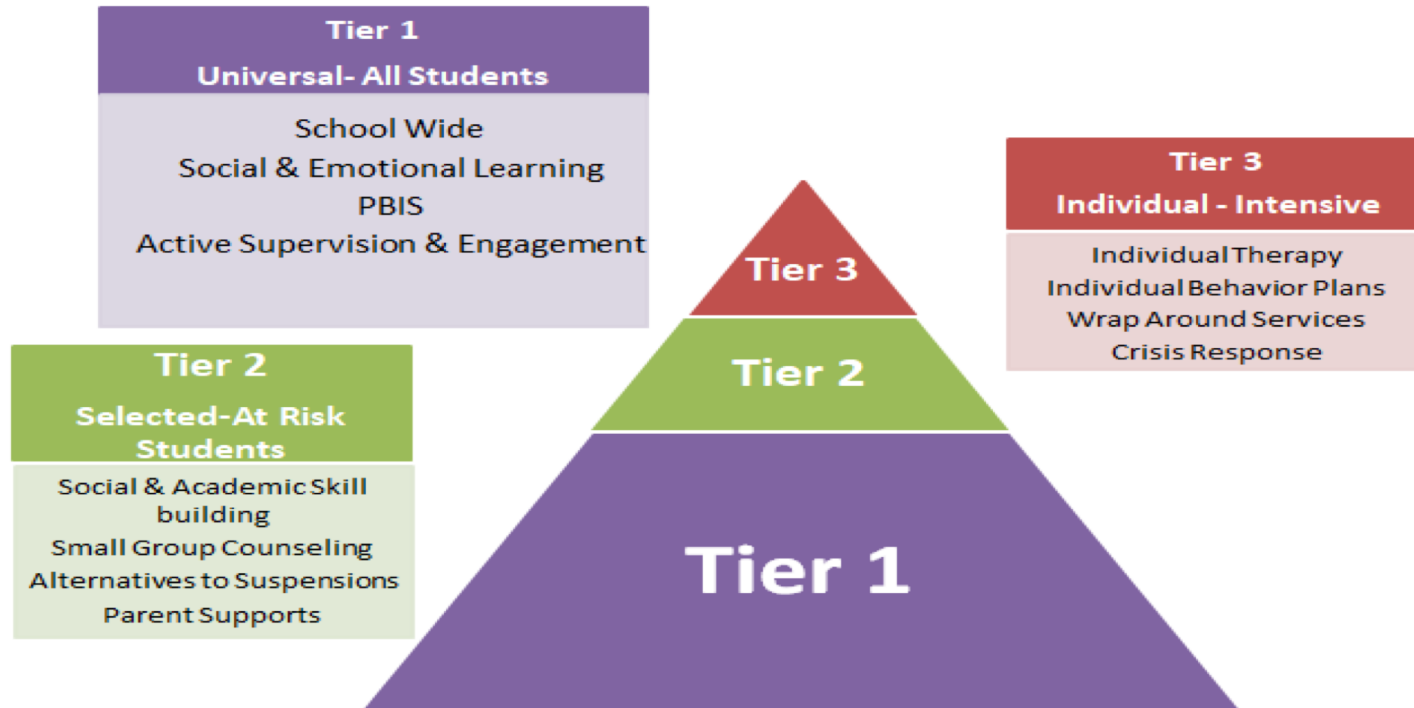 Tier 1
Universal- All Students
School Wide
Social & Emotional Learning
PBIS
Active Supervision & Engagement
Tier 2
Selected-At Risk
Students
Social & Academic Skill
building
Small Group Counseling
Alternatives to Suspensions
Parent Supports
Tier 3
Tier 2
Tier 1
Tier 3
Individual - Intensive
Individual Therapy
Individual Behavior Plans
Wrap Around Services
Crisis Response